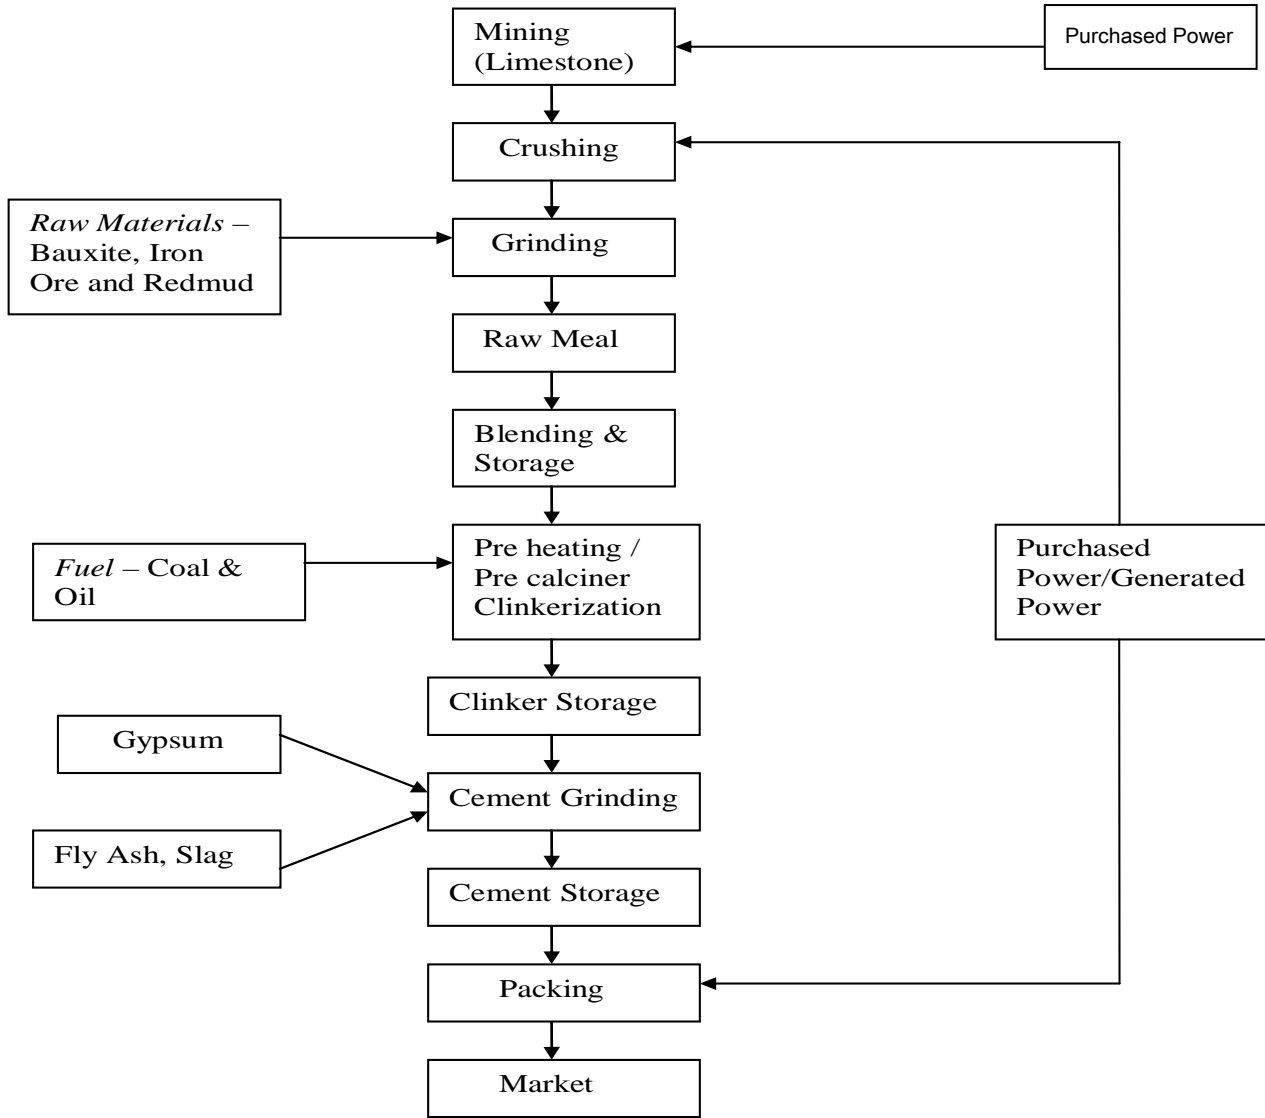 Mining
(Limestone)
Purchased Power
Crushing
Raw Materials –
Bauxite, Iron
Ore and Redmud
Grinding
Raw Meal
Blending &
Storage
Fuel – Coal &
Oil
Pre heating /
Pre calciner
Clinkerization
Purchased
Power/Generated
Power
Clinker Storage
Gypsum
Cement Grinding
Fly Ash, Slag
Cement Storage
Packing
Market